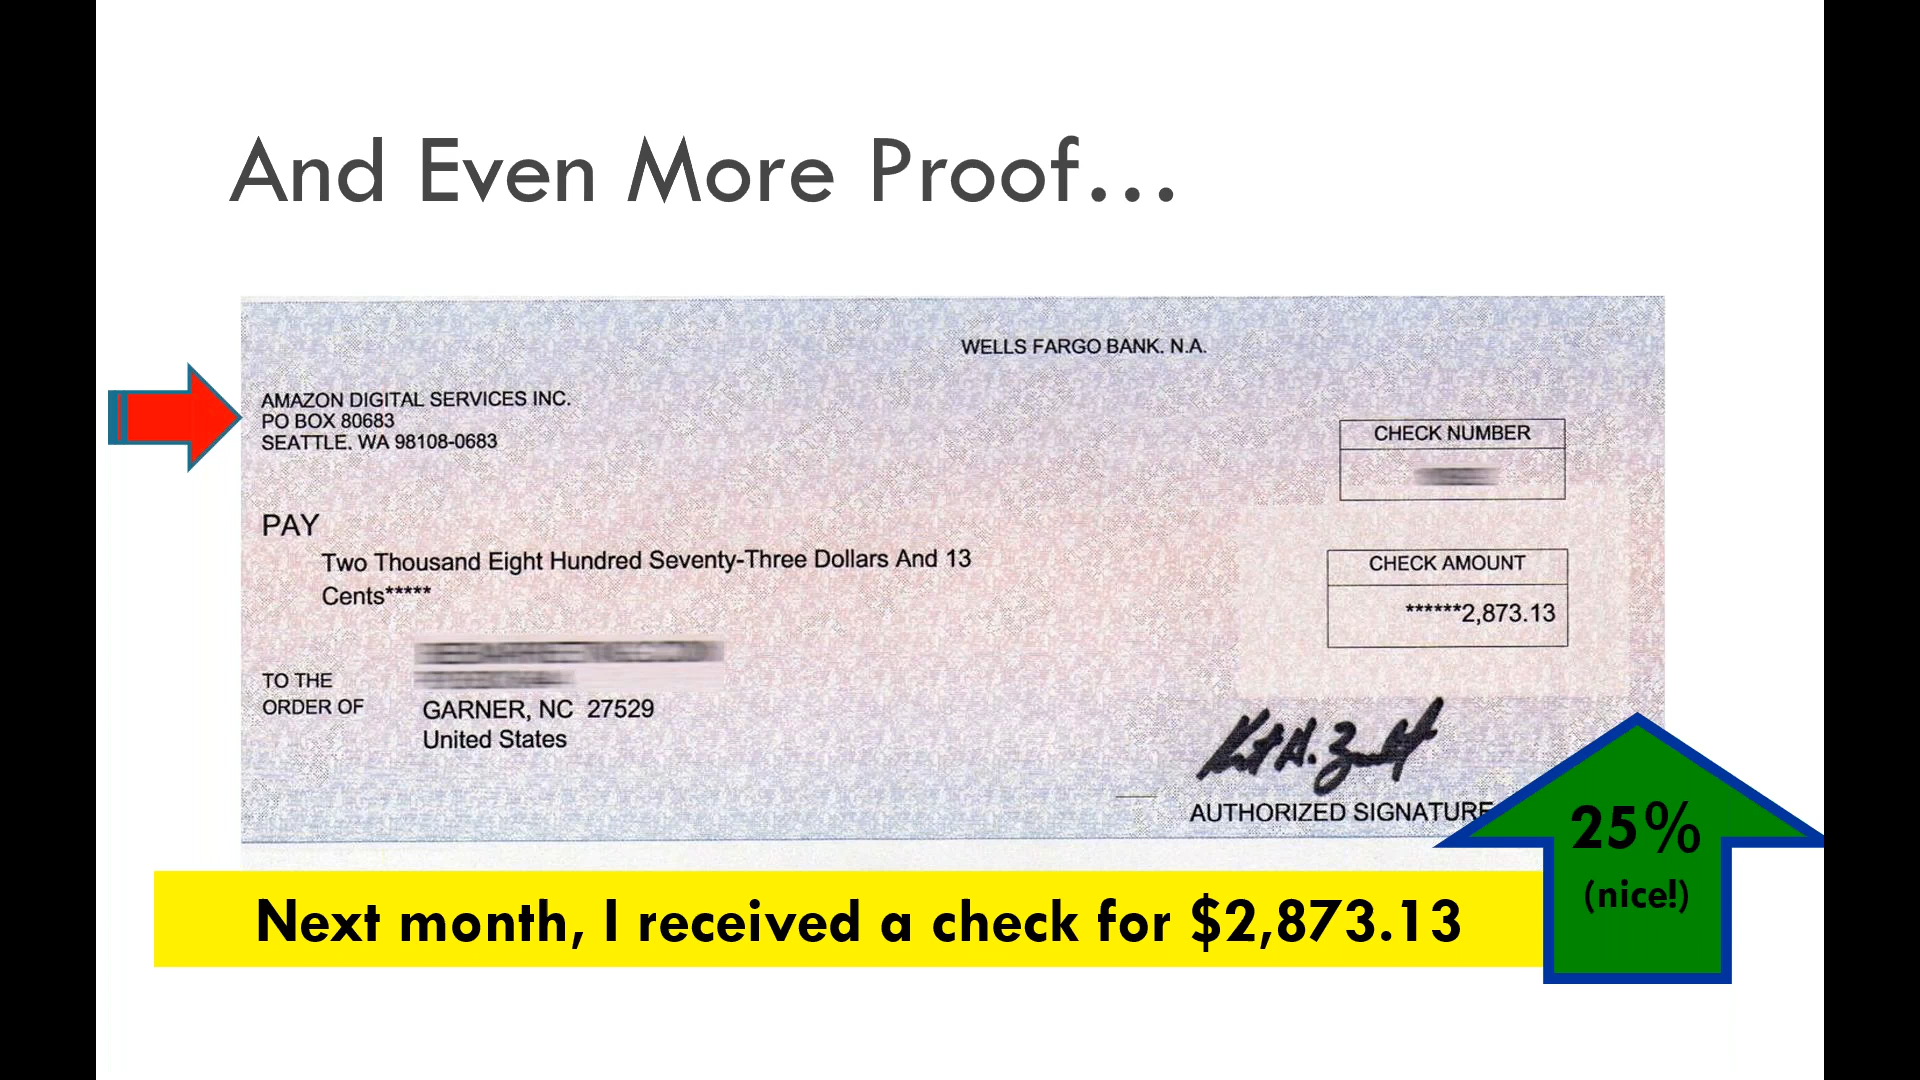 And Even More Proof...
WELLS FARGO BANK. N.A.
AMAZON DIGITAL SERVICES INC.
PO BOX 80683
SEATTLE. WA 98108-0683
CHECK NUMBER
PAY
Two Thousand Eight Hundred Seventy-Three Dollars And 13
Cents*****
CHECK AMOUNT
******2,873.13
TO THE
ORDER OF
GARNER, NC 27529
United States
AUTHORIZED SIGNATURE
25%
(nice!)
Next month, I received a check for $2,873.13